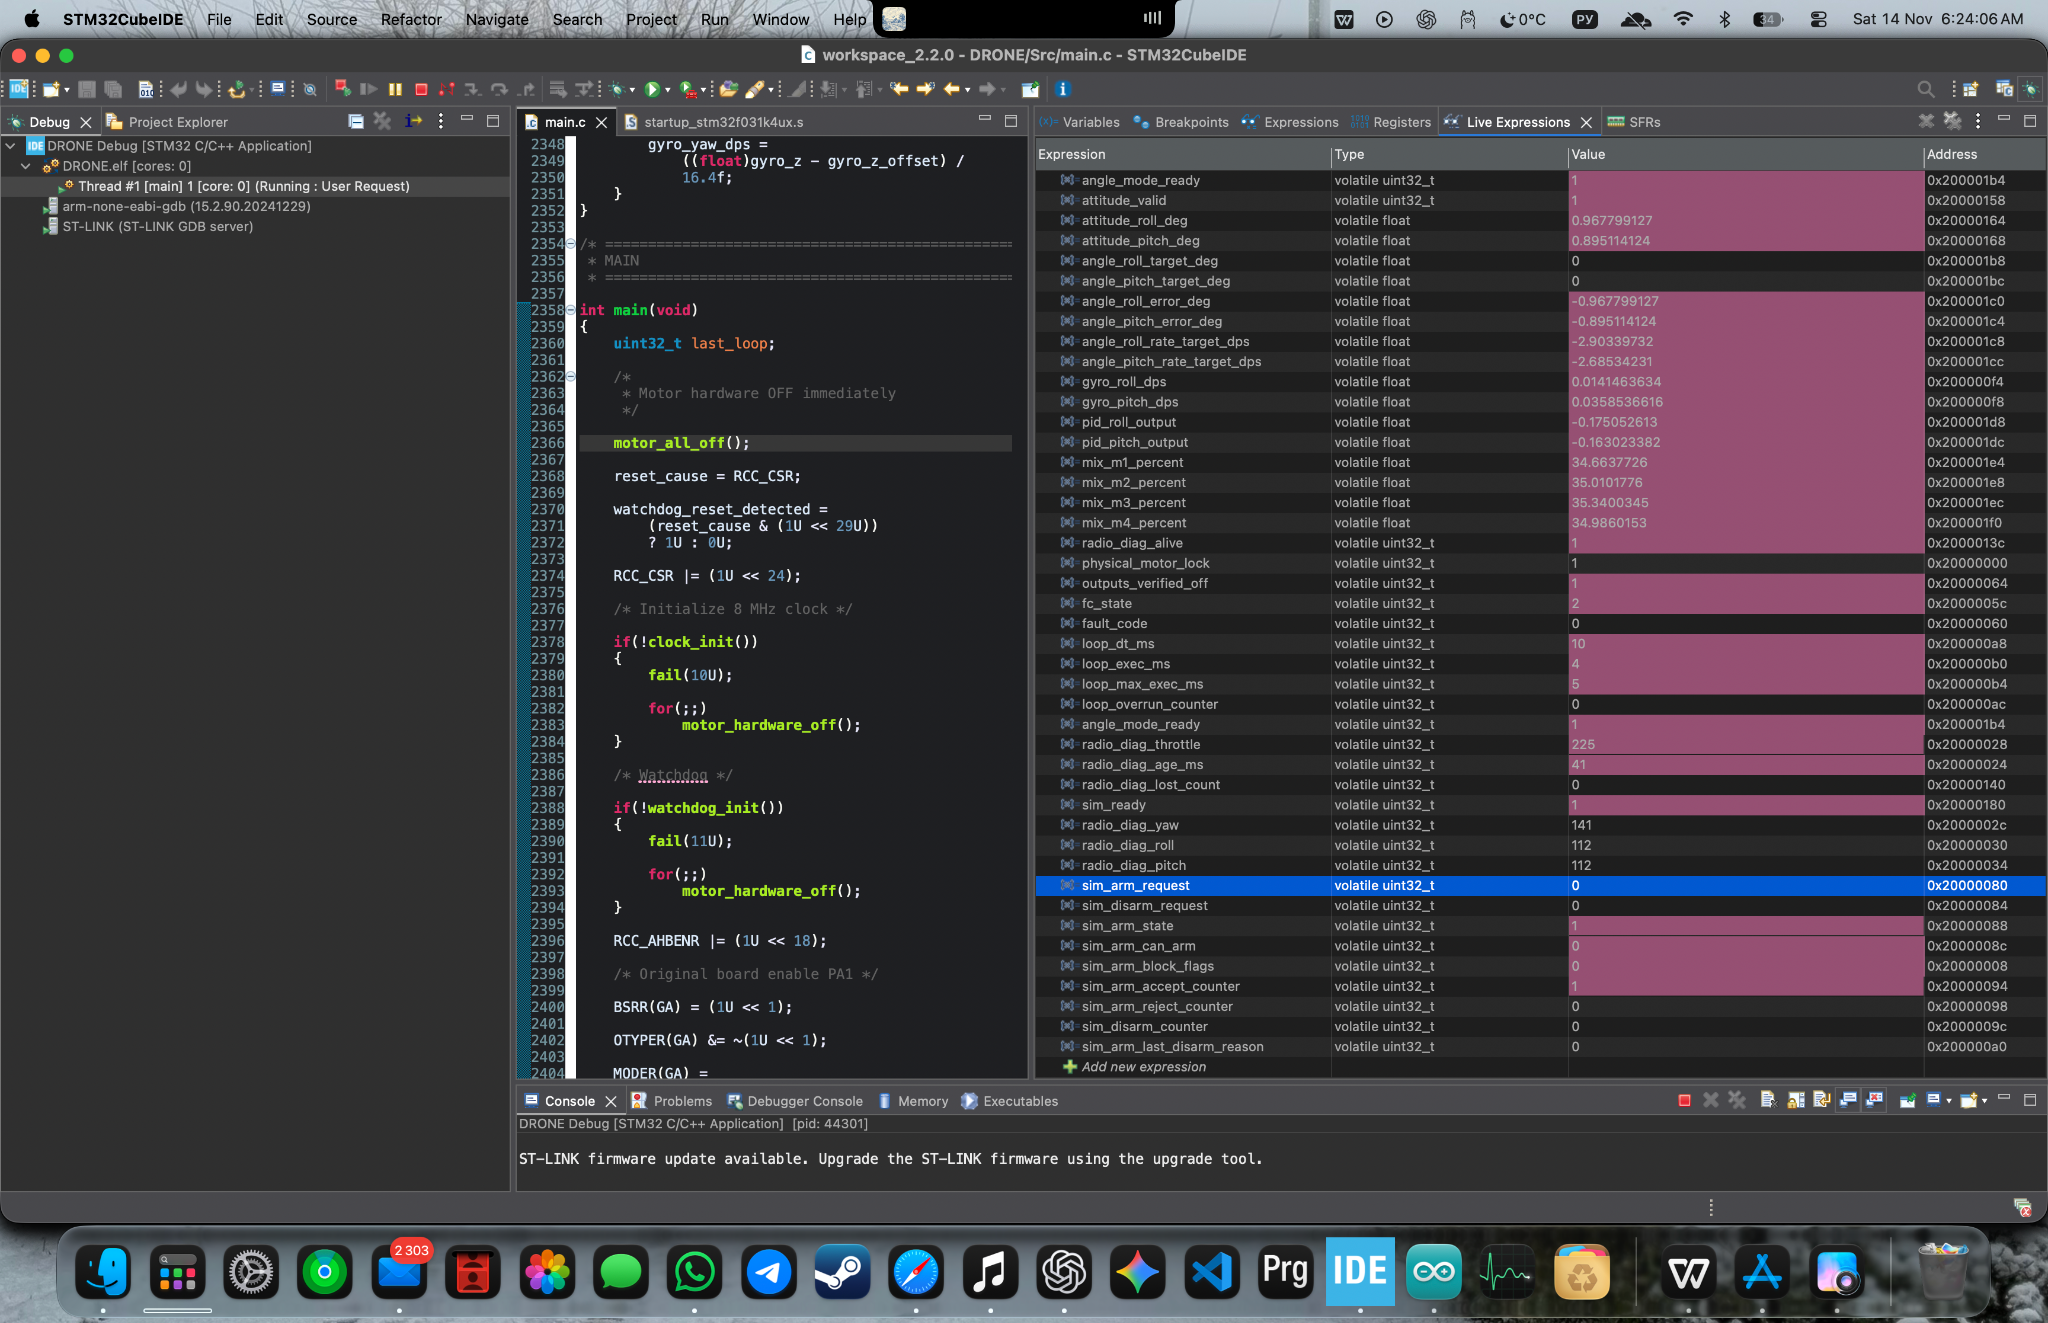 STM32CubeIDE File Edit Source Refactor Navigate Search Project Run Window Help 0°C РУ 34 Sat 14 Nov 6:24:06 AM
workspace_2.2.0 - DRONE/Src/main.c - STM32CubeIDE
Debug Project Explorer
DRONE Debug [STM32 C/C++ Application]
DRONE.elf [cores: 0]
Thread #1 [main] 1 [core: 0] (Running : User Request)
arm-none-eabi-gdb (15.2.90.20241229)
ST-LINK (ST-LINK GDB server)
main.c startup_stm32f031k4ux.s
2348 gyro_yaw_dps =
2349 ((float)gyro_z - gyro_z_offset) /
2350 16.4f;
2351 }
2352 }
2353
2354 /* ================================================
2355 * MAIN
2356 * ================================================
2357
2358 int main(void)
2359 {
2360 uint32_t last_loop;
2361
2362 /*
2363 * Motor hardware OFF immediately
2364 */
2365
2366 motor_all_off();
2367
2368 reset_cause = RCC_CSR;
2369
2370 watchdog_reset_detected =
2371 (reset_cause & (1U << 29U))
2372 ? 1U : 0U;
2373
2374 RCC_CSR |= (1U << 24);
2375
2376 /* Initialize 8 MHz clock */
2377
2378 if(!clock_init())
2379 {
2380 fail(10U);
2381
2382 for(;;)
2383 motor_hardware_off();
2384 }
2385
2386 /* Watchdog */
2387
2388 if(!watchdog_init())
2389 {
2390 fail(11U);
2391
2392 for(;;)
2393 motor_hardware_off();
2394 }
2395
2396 RCC_AHBENR |= (1U << 18);
2397
2398 /* Original board enable PA1 */
2399
2400 BSRR(GA) = (1U << 1);
2401
2402 OTYPER(GA) &= ~(1U << 1);
2403
2404 MODER(GA) =
Variables Breakpoints Expressions Registers Live Expressions SFRs
Expression Type Value Address
angle_mode_ready volatile uint32_t 1 0x200001b4
attitude_valid volatile uint32_t 1 0x20000158
attitude_roll_deg volatile float 0.967799127 0x20000164
attitude_pitch_deg volatile float 0.895114124 0x20000168
angle_roll_target_deg volatile float 0 0x200001b8
angle_pitch_target_deg volatile float 0 0x200001bc
angle_roll_error_deg volatile float -0.967799127 0x200001c0
angle_pitch_error_deg volatile float -0.895114124 0x200001c4
angle_roll_rate_target_dps volatile float -2.90339732 0x200001c8
angle_pitch_rate_target_dps volatile float -2.68534231 0x200001cc
gyro_roll_dps volatile float 0.0141463634 0x200000f4
gyro_pitch_dps volatile float 0.0358536616 0x200000f8
pid_roll_output volatile float -0.175052613 0x200001d8
pid_pitch_output volatile float -0.163023382 0x200001dc
mix_m1_percent volatile float 34.6637726 0x200001e4
mix_m2_percent volatile float 35.0101776 0x200001e8
mix_m3_percent volatile float 35.3400345 0x200001ec
mix_m4_percent volatile float 34.9860153 0x200001f0
radio_diag_alive volatile uint32_t 1 0x2000013c
physical_motor_lock volatile uint32_t 1 0x20000000
outputs_verified_off volatile uint32_t 1 0x20000064
fc_state volatile uint32_t 2 0x2000005c
fault_code volatile uint32_t 0 0x20000060
loop_dt_ms volatile uint32_t 10 0x200000a8
loop_exec_ms volatile uint32_t 4 0x200000b0
loop_max_exec_ms volatile uint32_t 5 0x200000b4
loop_overrun_counter volatile uint32_t 0 0x200000ac
angle_mode_ready volatile uint32_t 1 0x200001b4
radio_diag_throttle volatile uint32_t 225 0x20000028
radio_diag_age_ms volatile uint32_t 41 0x20000024
radio_diag_lost_count volatile uint32_t 0 0x20000140
sim_ready volatile uint32_t 1 0x20000180
radio_diag_yaw volatile uint32_t 141 0x2000002c
radio_diag_roll volatile uint32_t 112 0x20000030
radio_diag_pitch volatile uint32_t 112 0x20000034
sim_arm_request volatile uint32_t 0 0x20000080
sim_disarm_request volatile uint32_t 0 0x20000084
sim_arm_state volatile uint32_t 1 0x20000088
sim_arm_can_arm volatile uint32_t 0 0x2000008c
sim_arm_block_flags volatile uint32_t 0 0x20000008
sim_arm_accept_counter volatile uint32_t 1 0x20000094
sim_arm_reject_counter volatile uint32_t 0 0x20000098
sim_disarm_counter volatile uint32_t 0 0x2000009c
sim_arm_last_disarm_reason volatile uint32_t 0 0x200000a0
Add new expression
Console Problems Debugger Console Memory Executables
DRONE Debug [STM32 C/C++ Application] [pid: 44301]
ST-LINK firmware update available. Upgrade the ST-LINK firmware using the upgrade tool.
2 303
Prg IDE